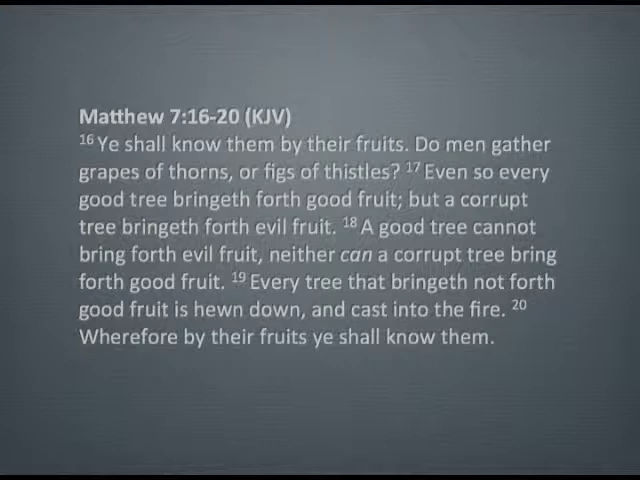 Matthew 7:16-20 (KJV)
16 Ye shall know them by their fruits. Do men gather
grapes of thorns, or figs of thistles? 17 Even so every
good tree bringeth forth good fruit; but a corrupt
tree bringeth forth evil fruit. 18 A good tree cannot
bring forth evil fruit, neither can a corrupt tree bring
forth good fruit. 19 Every tree that bringeth not forth
good fruit is hewn down, and cast into the fire. 20
Wherefore by their fruits ye shall know them.